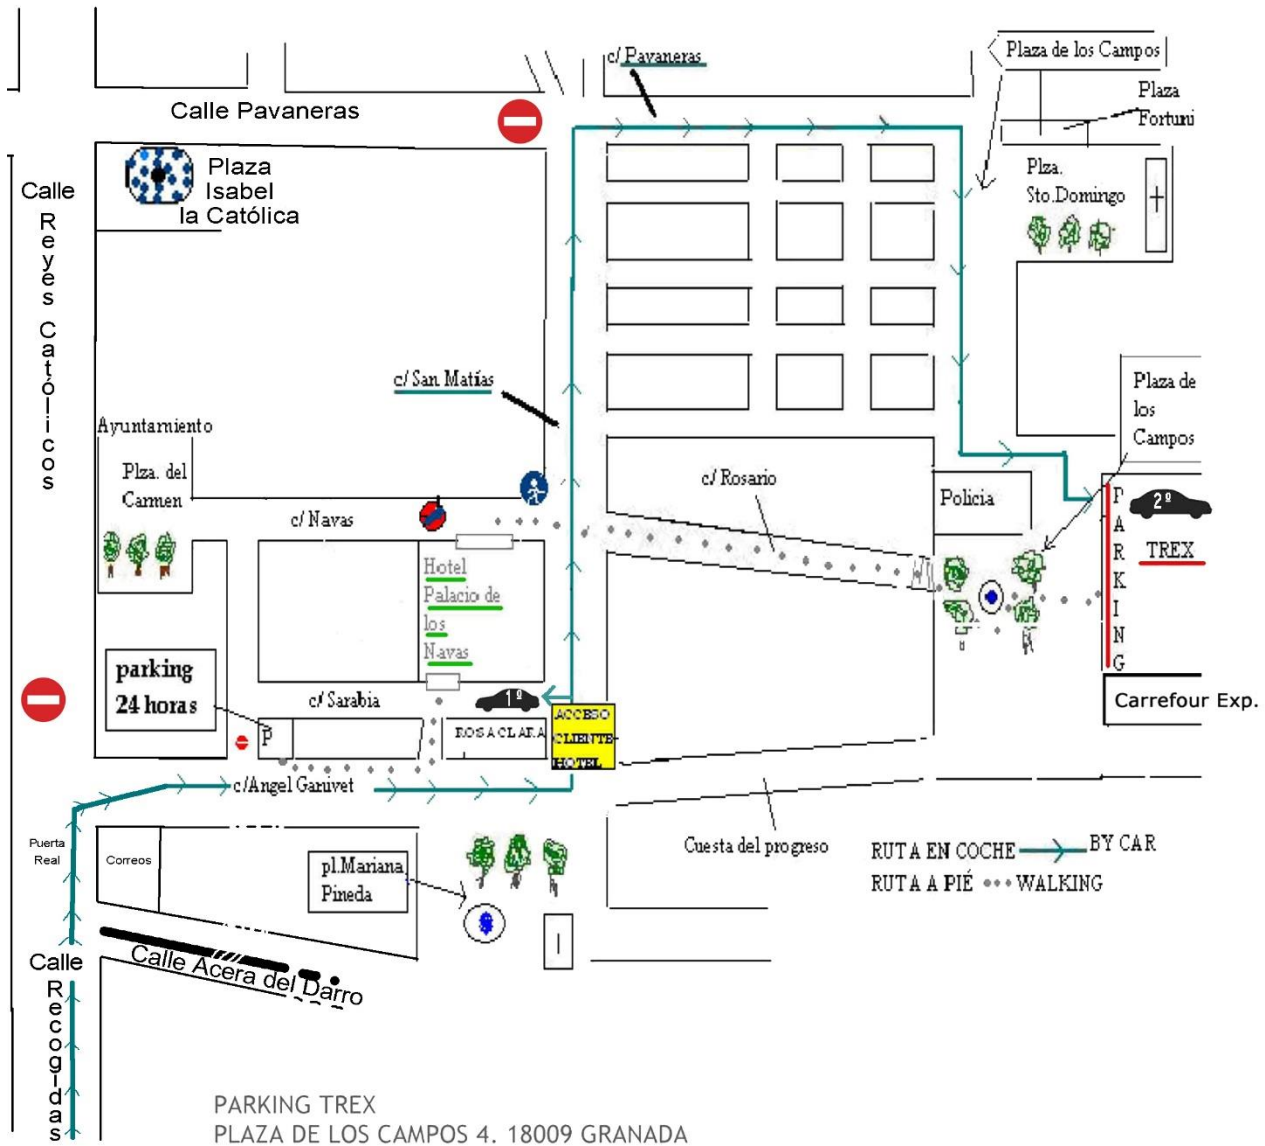 c/ Pavaneras
Plaza de los Campos
Calle Pavaneras
Plaza
Fortuni
Plaza
Isabel
la Católica
Plza.
Sto.Domingo
Calle
Reyes Católicos
c/ San Matías
Plaza de
los
Campos
Ayuntamiento
Plza. del
Carmen
c/ Navas
c/ Rosario
Policia
PARKING
2º
TREX
Hotel
Palacio de
los
Navas
parking
24 horas
c/ Sarabia
1º
P
ROSA CLARA
ACCESO
CLIENTE
HOTEL
Carrefour Exp.
c/Angel Ganivet
Puerta
Real
Correos
pl.Mariana
Pineda
Cuesta del progreso
RUTA EN COCHE BY CAR
RUTA A PIÉ WALKING
Calle Acera del Darro
Calle
Recogidas
PARKING TREX
PLAZA DE LOS CAMPOS 4. 18009 GRANADA